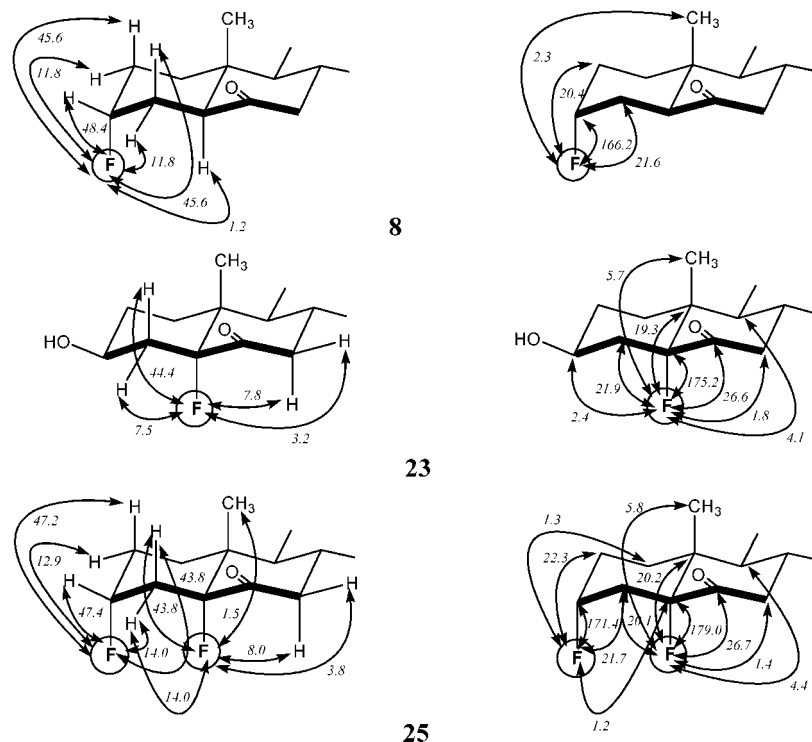 45.6 H H CH3
11.8 H O
H H
48.4 H
F 11.8 H
45.6
1.2
2.3 CH3
20.4 O
166.2
F 21.6
8
H CH3
O
HO H
44.4 7.8 H
H F
7.5 3.2
5.7 CH3
O
HO 19.3
175.2
21.9 F 26.6
2.4 1.8
4.1
23
47.2 H H CH3
12.9 H 43.8 O
H 43.8 H
47.4 H 1.5
F 14.0 F 8.0 H
14.0 3.8
1.3 5.8 CH3
22.3 20.2 O
171.4 20.1 179.0
F 21.7 F 26.7
1.4
1.2 4.4
25